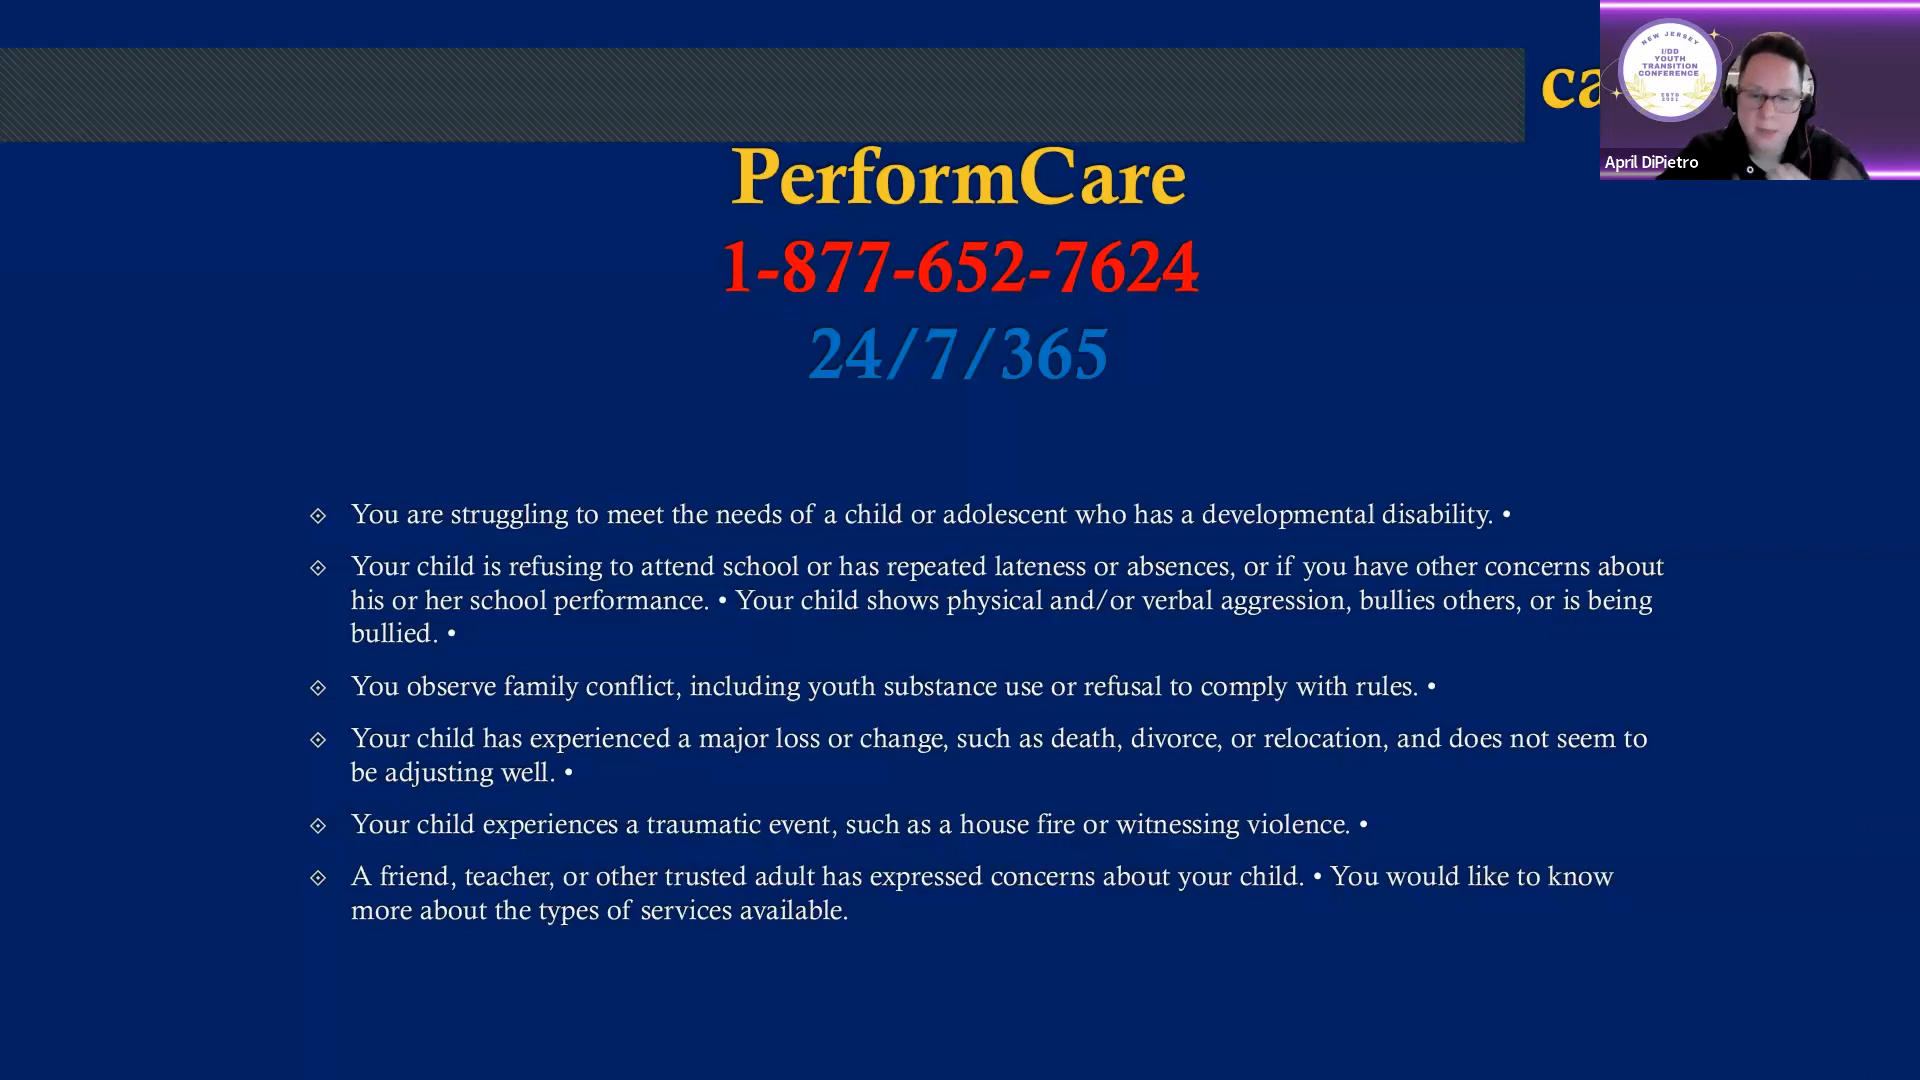 PerformCare
1-877-652-7624
24/7/365
You are struggling to meet the needs of a child or adolescent who has a developmental disability. •
Your child is refusing to attend school or has repeated lateness or absences, or if you have other concerns about
his or her school performance. • Your child shows physical and/or verbal aggression, bullies others, or is being
bullied. •
You observe family conflict, including youth substance use or refusal to comply with rules. •
Your child has experienced a major loss or change, such as death, divorce, or relocation, and does not seem to
be adjusting well. •
Your child experiences a traumatic event, such as a house fire or witnessing violence. •
A friend, teacher, or other trusted adult has expressed concerns about your child. • You would like to know
more about the types of services available.
NEW JERSEY
I/DD
YOUTH
TRANSITION
CONFERENCE
ESTD
2021
April DiPietro